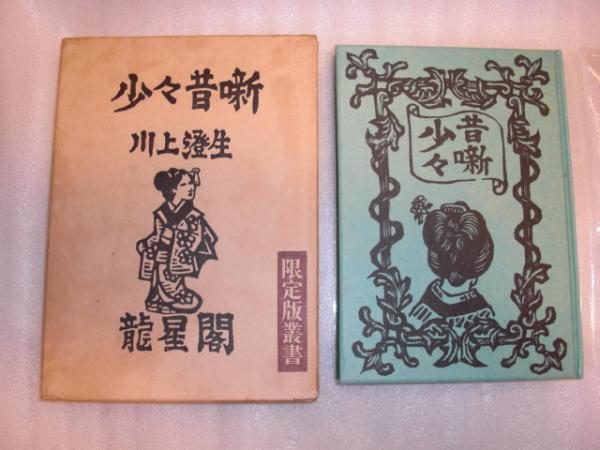 少々昔噺
川上澄生
龍星閣
限定版叢書
昔噺
少々